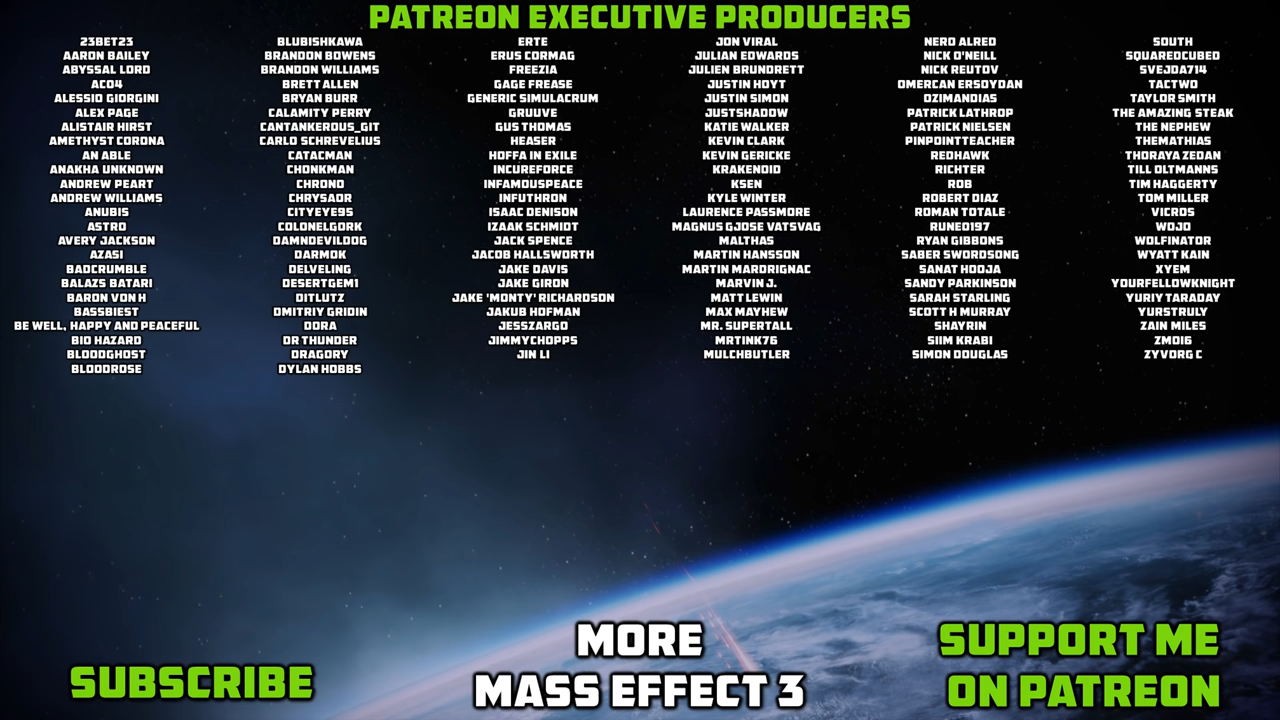 PATREON EXECUTIVE PRODUCERS
23BET23
AARON BAILEY
ABYSSAL LORD
ACO4
ALESSIO GIORGINI
ALEX PAGE
ALISTAIR HIRST
AMETHYST CORONA
AN ABLE
ANAKHA UNKNOWN
ANDREW PEART
ANDREW WILLIAMS
ANUBIS
ASTRO
AVERY JACKSON
AZASI
BADCRUMBLE
BALAZS BATARI
BARON VON H
BASSBIEST
BE WELL, HAPPY AND PEACEFUL
BIO HAZARD
BLOODGHOST
BLOODROSE
BLUBISHKAWA
BRANDON BOWENS
BRANDON WILLIAMS
BRETT ALLEN
BRYAN BURR
CALAMITY PERRY
CANTANKEROUS_GIT
CARLO SCHREVELIUS
CATACMAN
CHONKMAN
CHRONO
CHRYSAOR
CITYEYE95
COLONELGORK
DAMNDEVILDOG
DARMOK
DELVELING
DESERTGEM1
DITLUTZ
DMITRIY GRIDIN
DORA
DR THUNDER
DRAGORY
DYLAN HOBBS
ERTE
ERUS CORMAG
FREEZIA
GAGE FREASE
GENERIC SIMULACRUM
GRUUVE
GUS THOMAS
HEASER
HOFFA IN EXILE
INCUREFORCE
INFAMOUSPEACE
INFUTHRON
ISAAC DENISON
IZAAK SCHMIDT
JACK SPENCE
JACOB HALLSWORTH
JAKE DAVIS
JAKE GIRON
JAKE 'MONTY' RICHARDSON
JAKUB HOFMAN
JESSZARGO
JIMMYCHOPPS
JIN LI
JON VIRAL
JULIAN EDWARDS
JULIEN BRUNDRETT
JUSTIN HOYT
JUSTIN SIMON
JUSTSHADOW
KATIE WALKER
KEVIN CLARK
KEVIN GERICKE
KRAKENOID
KSEN
KYLE WINTER
LAURENCE PASSMORE
MAGNUS GJOSE VATSVAG
MALTHAS
MARTIN HANSSON
MARTIN MARDRIGNAC
MARVIN J.
MATT LEWIN
MAX MAYHEW
MR. SUPERTALL
MRTINK76
MULCHBUTLER
NERO ALRED
NICK O'NEILL
NICK REUTOV
OMERCAN ERSOYDAN
OZIMANDIAS
PATRICK LATHROP
PATRICK NIELSEN
PINPOINTTEACHER
REDHAWK
RICHTER
ROB
ROBERT DIAZ
ROMAN TOTALE
RUNEO197
RYAN GIBBONS
SABER SWORDSONG
SANAT HOOJA
SANDY PARKINSON
SARAH STARLING
SCOTT H MURRAY
SHAYRIN
SIIM KRABI
SIMON DOUGLAS
SOUTH
SQUAREDCUBED
SVEJDA714
TACTWO
TAYLOR SMITH
THE AMAZING STEAK
THE NEPHEW
THEMATHIAS
THORAYA ZEDAN
TILL OLTMANNS
TIM HAGGERTY
TOM MILLER
VICROS
WOJO
WOLFINATOR
WYATT KAIN
XYEM
YOURFELLOWKNIGHT
YURIY TARADAY
YURSTRULY
ZAIN MILES
ZMO16
ZYVORG C
SUBSCRIBE
MORE
MASS EFFECT 3
SUPPORT ME
ON PATREON